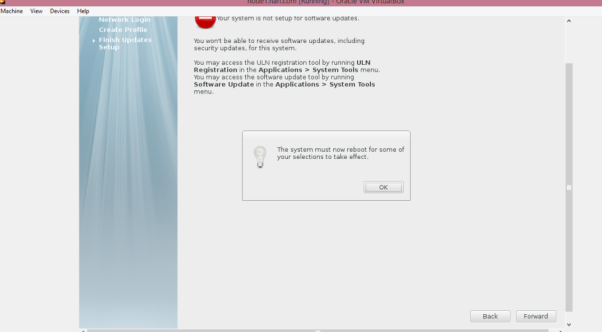 [Running] - Oracle VM VirtualBox
Machine View Devices Help
Network Login
Create Profile
Finish Updates
Setup
Your system is not setup for software updates.
You won't be able to receive software updates, including
security updates, for this system.
You may access the ULN registration tool by running ULN
Registration in the Applications > System Tools menu.
You may access the software update tool by running
Software Update in the Applications > System Tools
menu.
The system must now reboot for some of
your selections to take effect.
OK
Back Forward